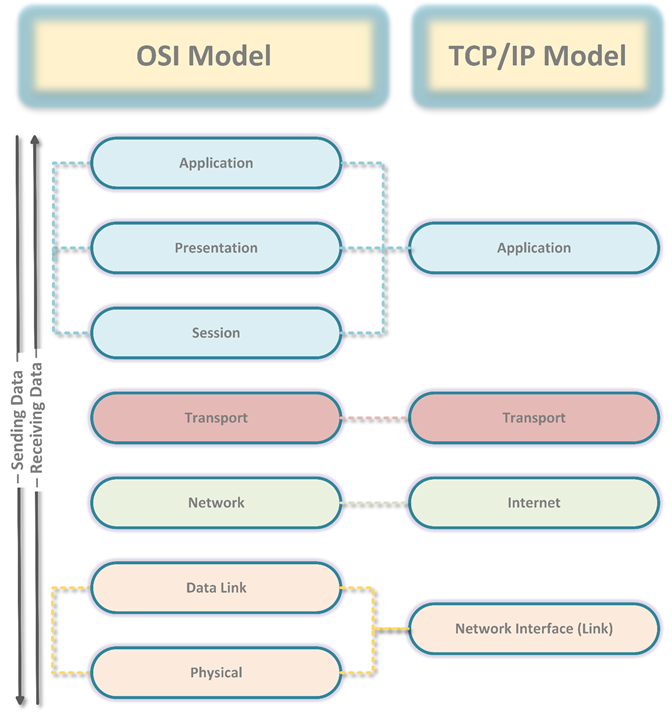 OSI Model
TCP/IP Model
Application
Presentation
Application
Session
Transport
Transport
Network
Internet
Data Link
Network Interface (Link)
Physical
Sending Data
Receiving Data